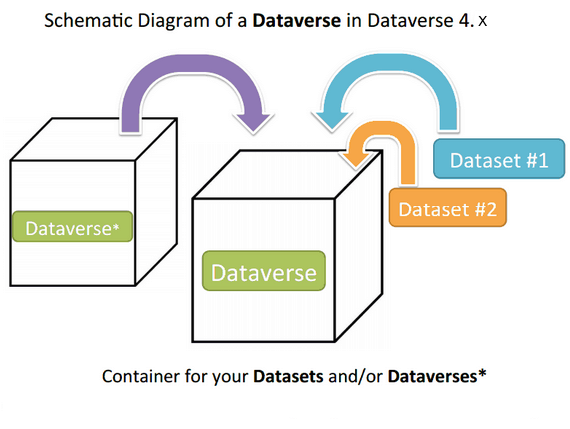 Schematic Diagram of a Dataverse in Dataverse 4. x
Dataset #1
Dataset #2
Dataverse*
Dataverse
Container for your Datasets and/or Dataverses*